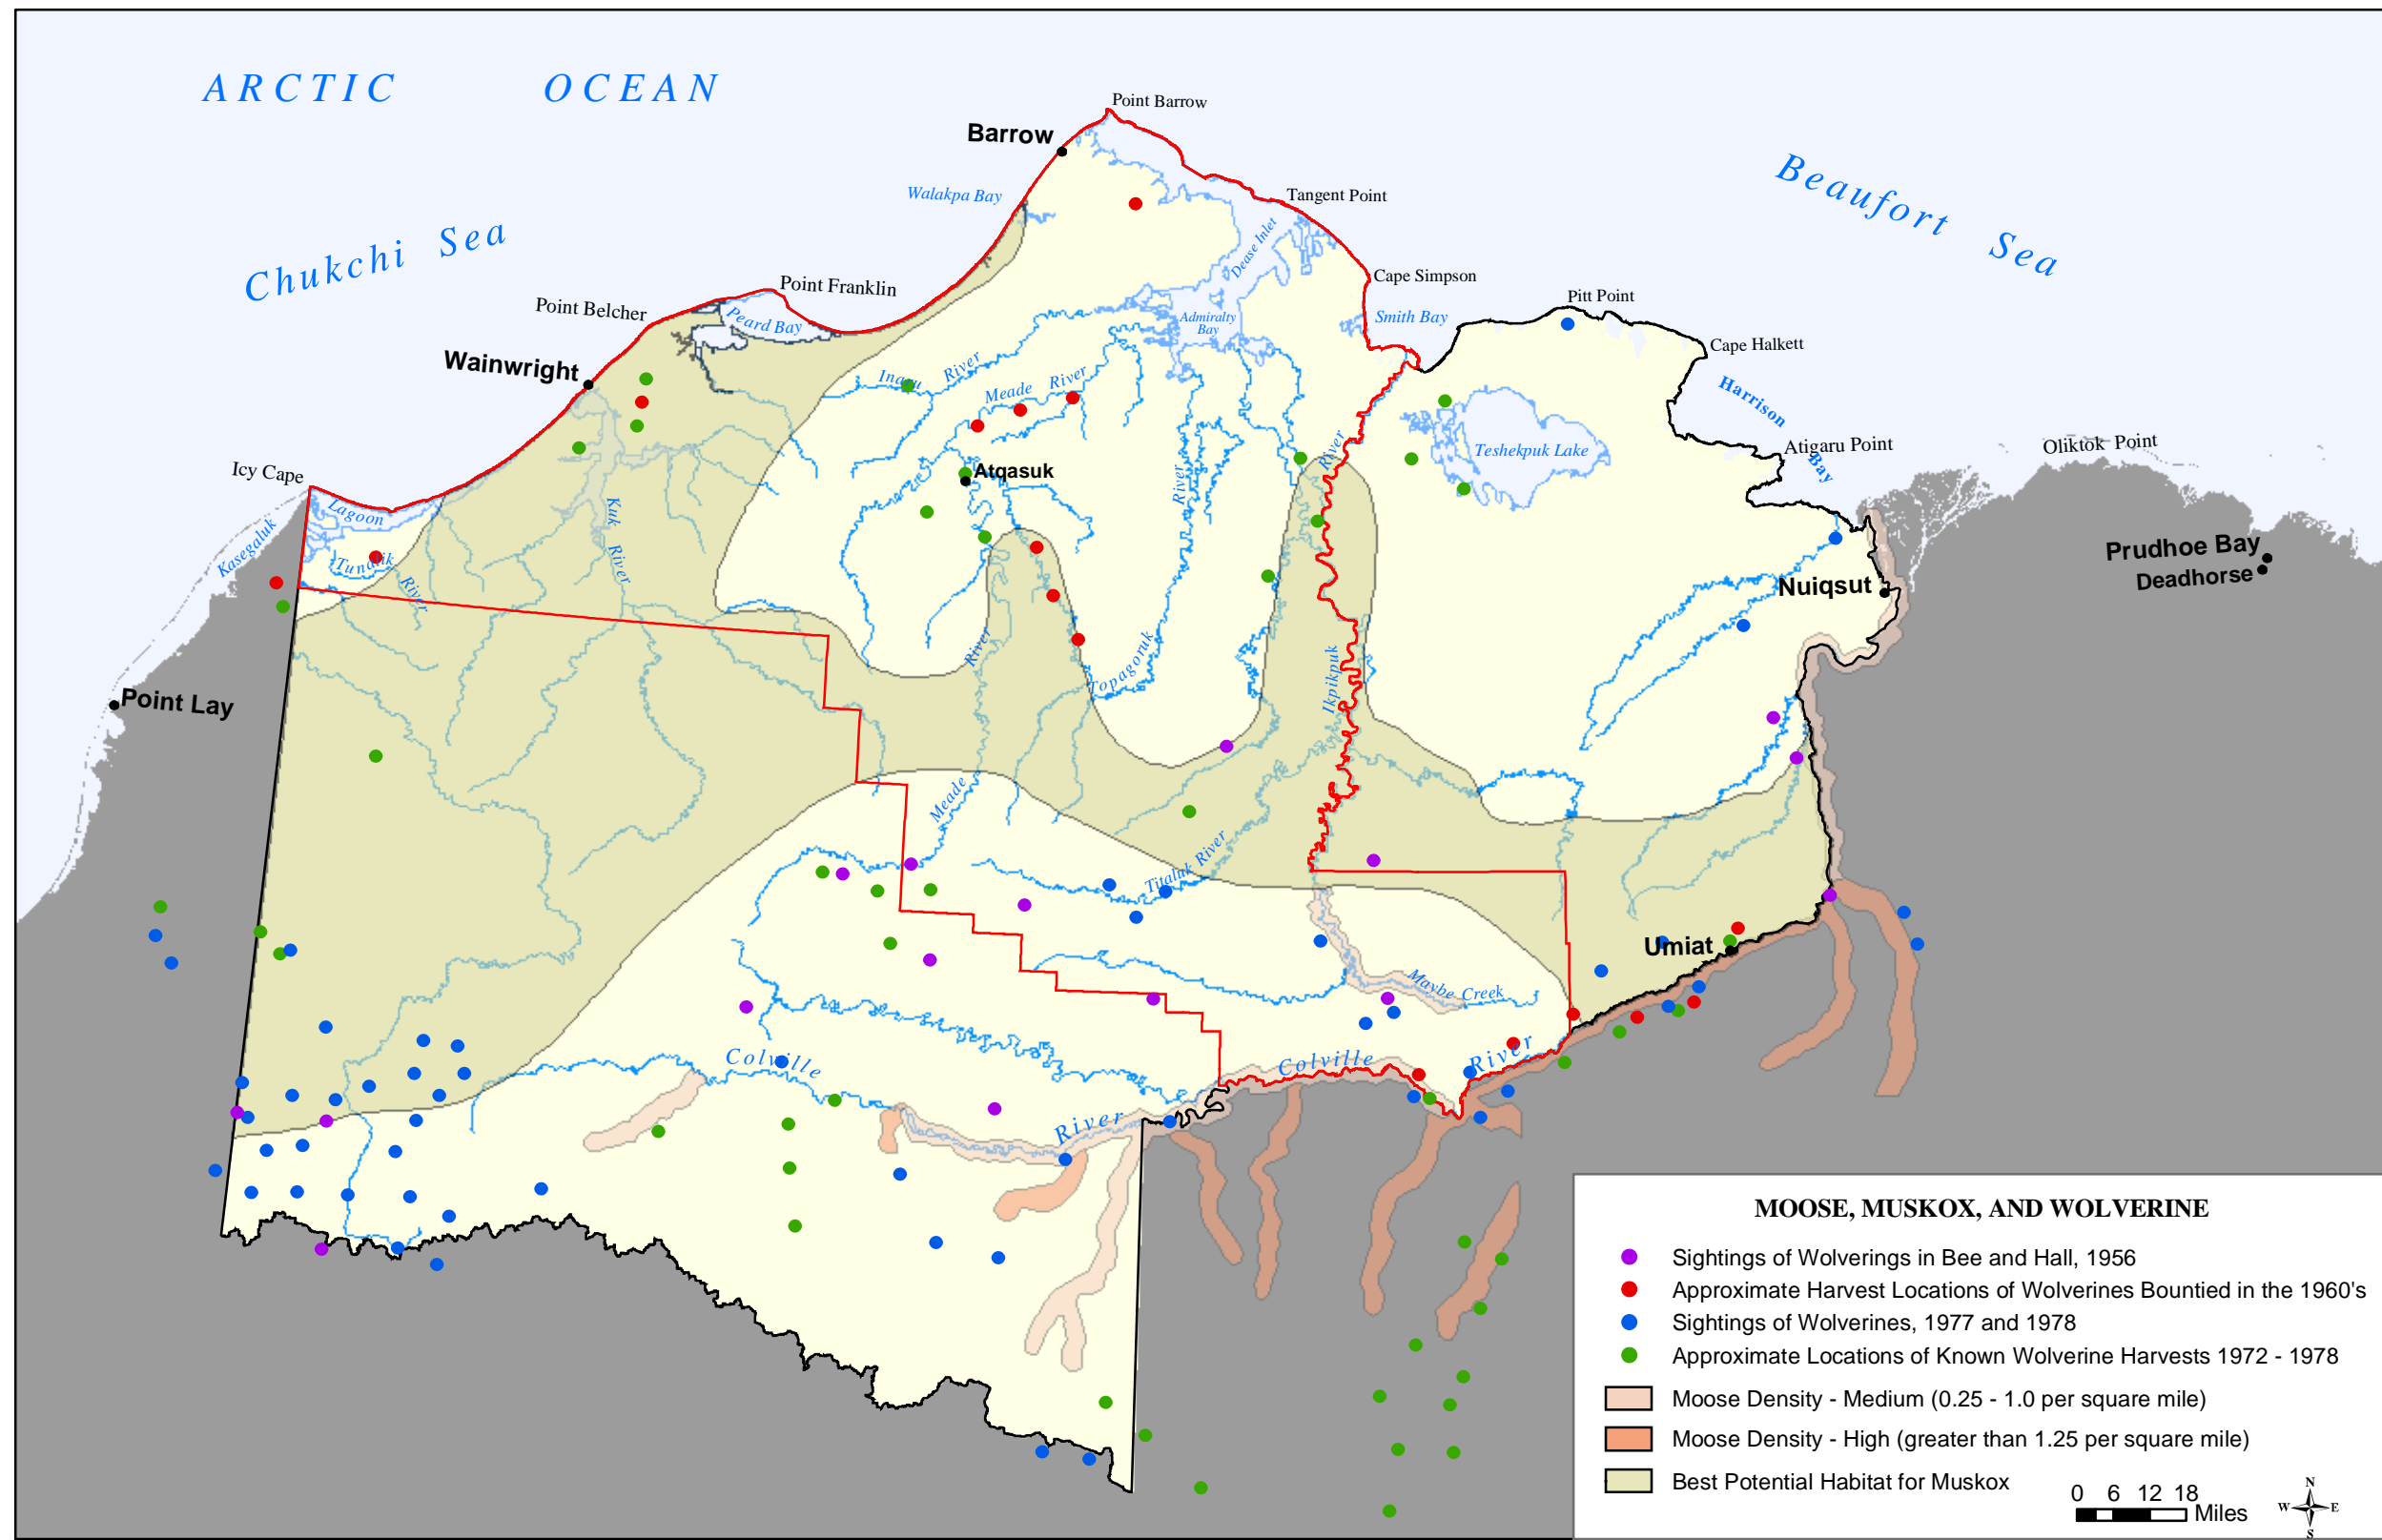 ARCTIC OCEAN
Point Barrow
Barrow
Beaufort Sea
Walakpa Bay
Tangent Point
Dease Inlet
Chukchi Sea
Cape Simpson
Point Franklin
Pitt Point
Point Belcher
Peard Bay
Admiralty
Bay
Smith Bay
Cape Halkett
Wainwright
Inaru River
Meade River
Harrison
Bay
Atigaru Point
Oliktok Point
River
Teshekpuk Lake
Icy Cape
Atqasuk
River
Lagoon
Kuk River
Kasegaluk
Tunalik
River
Prudhoe Bay
Deadhorse
Nuiqsut
River
Topagoruk
Ikpikpuk
Point Lay
Meade
Titaluk River
Umiat
Maybe Creek
Colville
Colville River
River
MOOSE, MUSKOX, AND WOLVERINE
Sightings of Wolverings in Bee and Hall, 1956
Approximate Harvest Locations of Wolverines Bountied in the 1960's
Sightings of Wolverines, 1977 and 1978
Approximate Locations of Known Wolverine Harvests 1972 - 1978
Moose Density - Medium (0.25 - 1.0 per square mile)
Moose Density - High (greater than 1.25 per square mile)
Best Potential Habitat for Muskox
0 6 12 18
Miles
N
W E
S